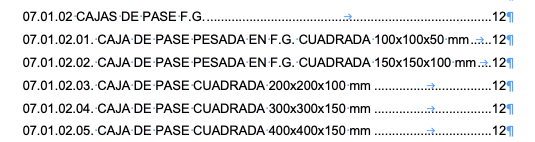 07.01.02 CAJAS DE PASE F.G. ........................................................................12
07.01.02.01. CAJA DE PASE PESADA EN F.G. CUADRADA 100x100x50 mm .....12
07.01.02.02. CAJA DE PASE PESADA EN F.G. CUADRADA 150x150x100 mm ....12
07.01.02.03. CAJA DE PASE CUADRADA 200x200x100 mm ..............................12
07.01.02.04. CAJA DE PASE CUADRADA 300x300x150 mm ..............................12
07.01.02.05. CAJA DE PASE CUADRADA 400x400x150 mm ..............................12